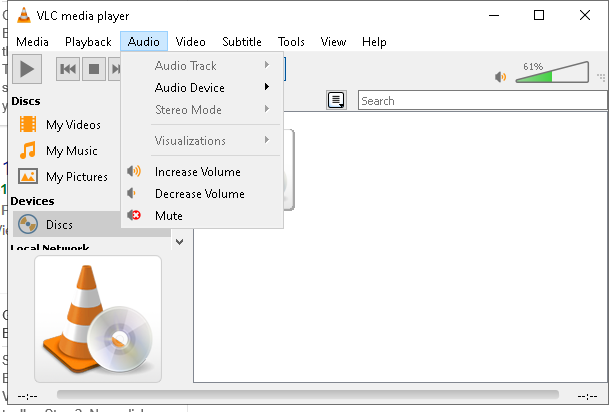 VLC media player
Media Playback Audio Video Subtitle Tools View Help
61%
Search
Audio Track
Audio Device
Stereo Mode
Visualizations
Increase Volume
Decrease Volume
Mute
Discs
My Videos
My Music
My Pictures
Devices
Discs
Local Network
--:-- --:--